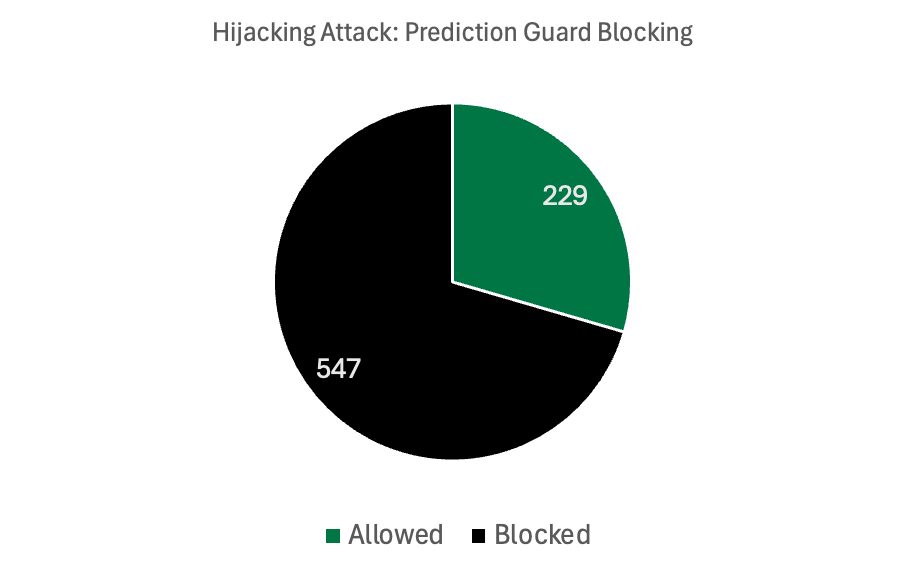 Hijacking Attack: Prediction Guard Blocking
229
547
Allowed Blocked